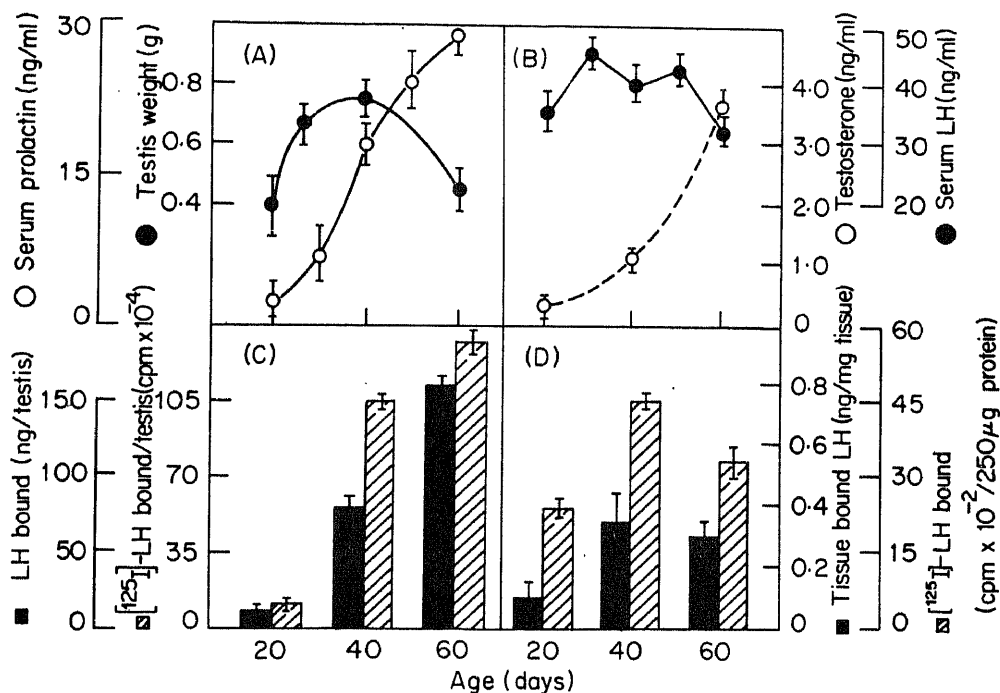 ○ Serum prolactin (ng/ml)
30
15
0
● Testis weight (g)
0·8
0·6
0·4
(A)
(B)
4·0
3·0
2·0
1·0
0
○ Testosterone (ng/ml)
50
40
30
20
● Serum LH (ng/ml)
■ LH bound (ng/testis)
150
100
50
0
[125I]-LH bound/testis (cpm x 10-4)
105
70
35
0
(C)
(D)
0·8
0·6
0·4
0·2
0
■ Tissue bound LH (ng/mg tissue)
60
45
30
15
0
[125I]-LH bound
(cpm x 10-2/250µg protein)
20 40 60 20 40 60
Age (days)